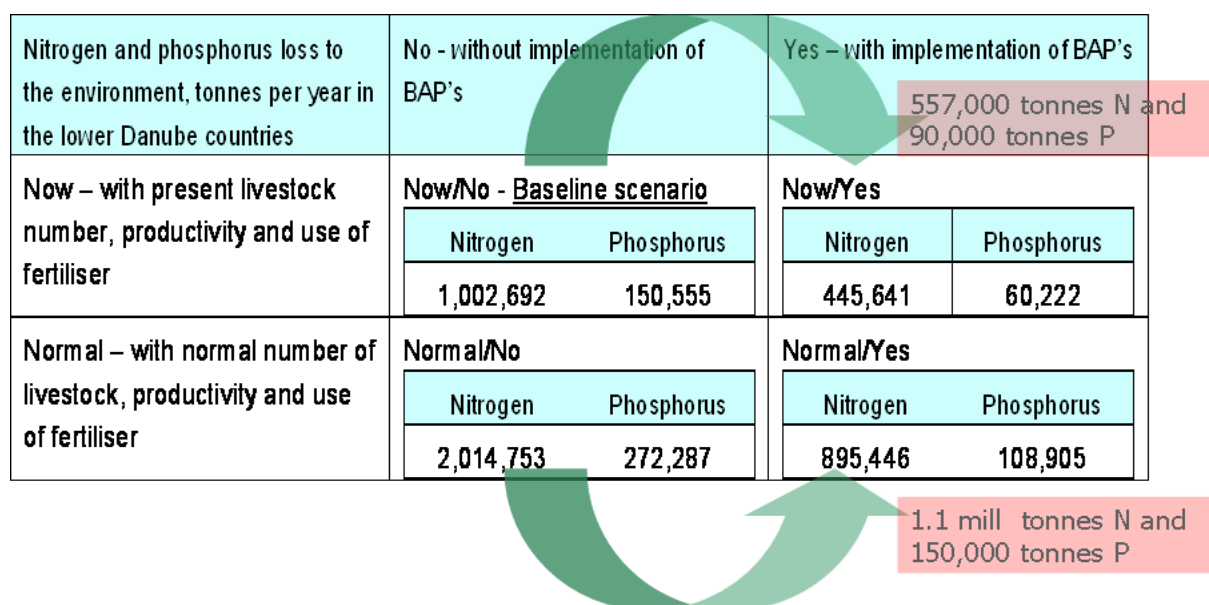 Nitrogen and phosphorus loss to
the environment, tonnes per year in
the lower Danube countries
No - without implementation of
BAP's
Yes – with implementation of BAP's
557,000 tonnes N and
90,000 tonnes P
Now – with present livestock
number, productivity and use of
fertiliser
Now/No - Baseline scenario
Nitrogen Phosphorus
1,002,692 150,555
Now/Yes
Nitrogen Phosphorus
445,641 60,222
Normal – with normal number of
livestock, productivity and use
of fertiliser
Normal/No
Nitrogen Phosphorus
2,014,753 272,287
Normal/Yes
Nitrogen Phosphorus
895,446 108,905
1.1 mill tonnes N and
150,000 tonnes P